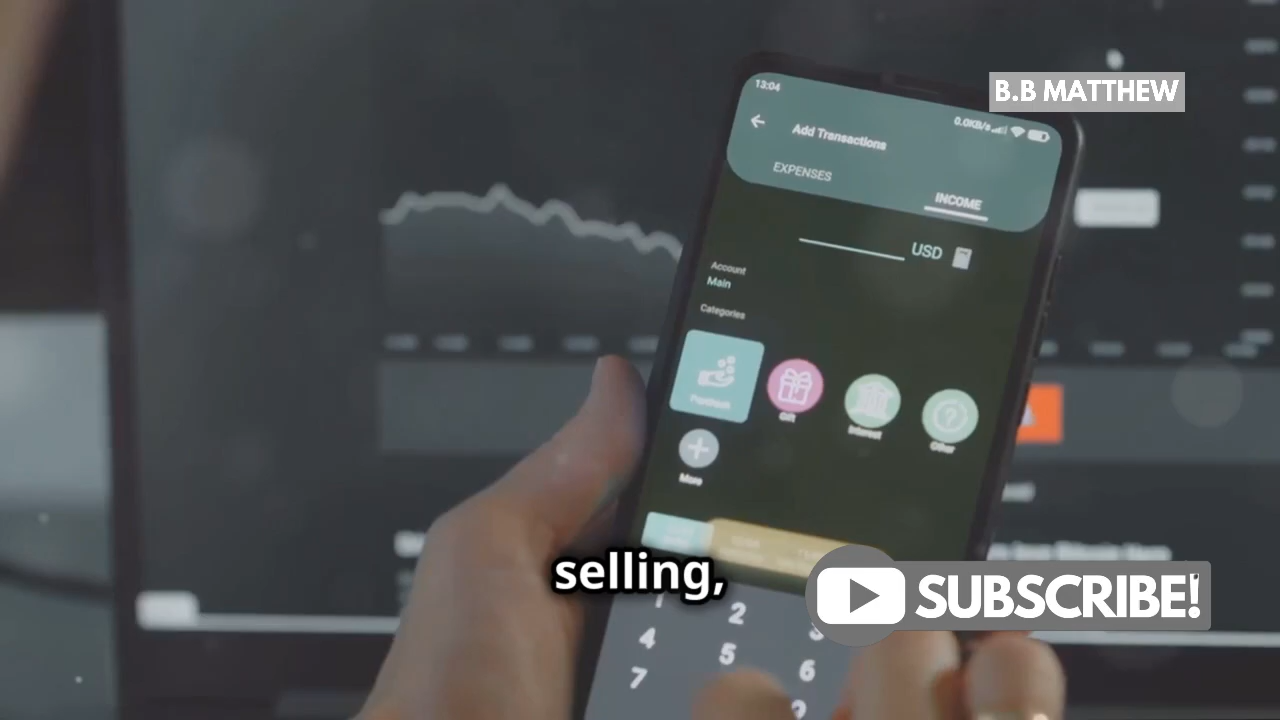 B.B MATTHEW
13:04
0.0KB/s
Add Transactions
EXPENSES
INCOME
USD
Account
Main
Categories
Gift
Interest
Other
More
selling,
SUBSCRIBE!
1 2 3
4 5 6
7